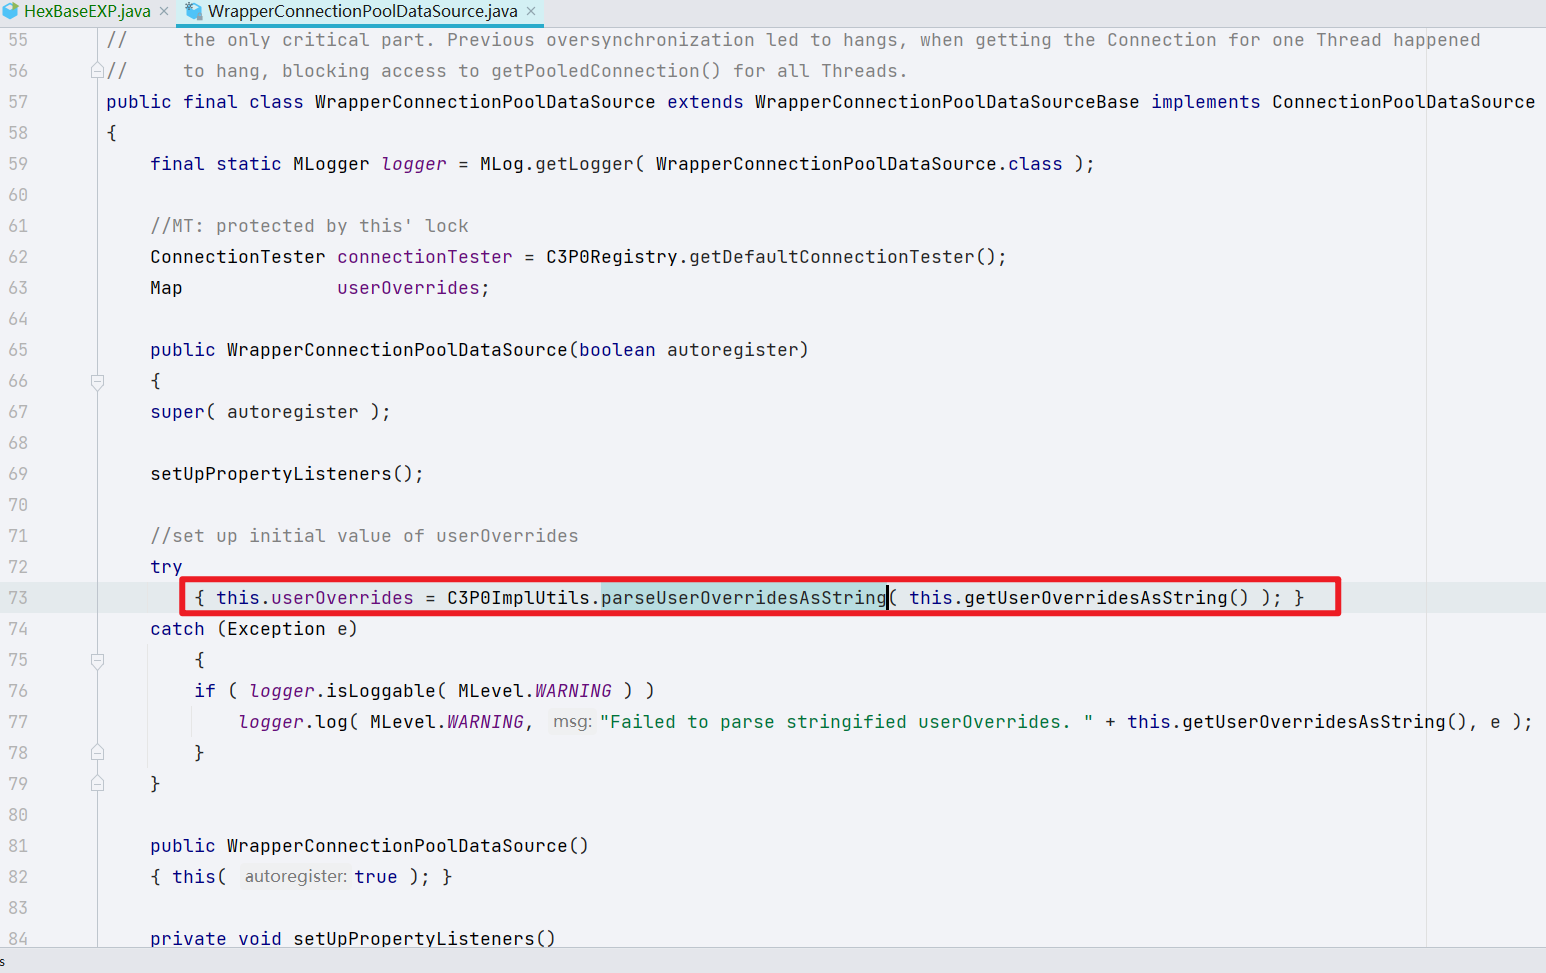 HexBaseEXP.java × WrapperConnectionPoolDataSource.java ×
55 // the only critical part. Previous oversynchronization led to hangs, when getting the Connection for one Thread happened
56 // to hang, blocking access to getPooledConnection() for all Threads.
57 public final class WrapperConnectionPoolDataSource extends WrapperConnectionPoolDataSourceBase implements ConnectionPoolDataSource
58 {
59 final static MLogger logger = MLog.getLogger( WrapperConnectionPoolDataSource.class );
60
61 //MT: protected by this' lock
62 ConnectionTester connectionTester = C3P0Registry.getDefaultConnectionTester();
63 Map userOverrides;
64
65 public WrapperConnectionPoolDataSource(boolean autoregister)
66 {
67 super( autoregister );
68
69 setUpPropertyListeners();
70
71 //set up initial value of userOverrides
72 try
73 { this.userOverrides = C3P0ImplUtils.parseUserOverridesAsString( this.getUserOverridesAsString() ); }
74 catch (Exception e)
75 {
76 if ( logger.isLoggable( MLevel.WARNING ) )
77 logger.log( MLevel.WARNING, msg: "Failed to parse stringified userOverrides. " + this.getUserOverridesAsString(), e );
78 }
79 }
80
81 public WrapperConnectionPoolDataSource()
82 { this( autoregister: true ); }
83
84 private void setUpPropertyListeners()
s